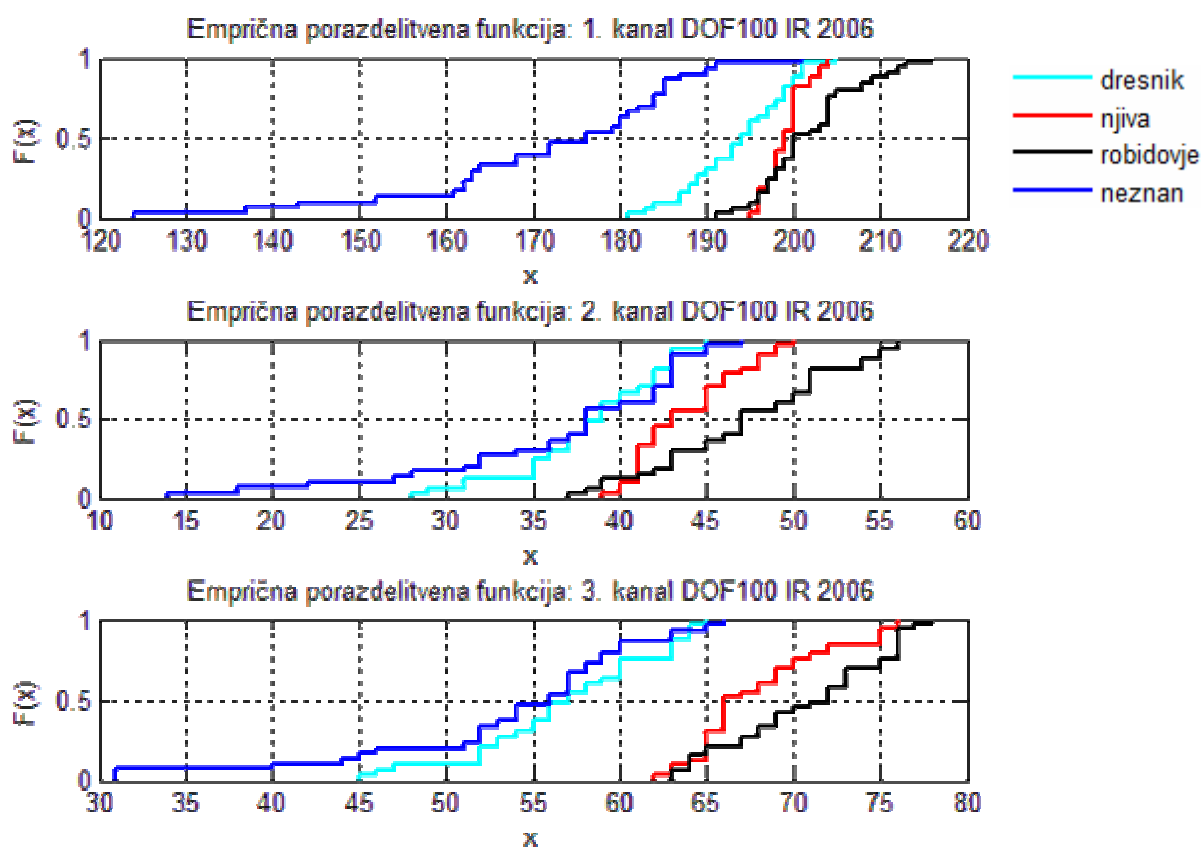 Emprična porazdelitvena funkcija: 1. kanal DOF100 IR 2006
1
0.5
0
F(x)
120 130 140 150 160 170 180 190 200 210 220
x
dresnik
njiva
robidovje
neznan
Emprična porazdelitvena funkcija: 2. kanal DOF100 IR 2006
1
0.5
0
F(x)
10 15 20 25 30 35 40 45 50 55 60
x
Emprična porazdelitvena funkcija: 3. kanal DOF100 IR 2006
1
0.5
0
F(x)
30 35 40 45 50 55 60 65 70 75 80
x